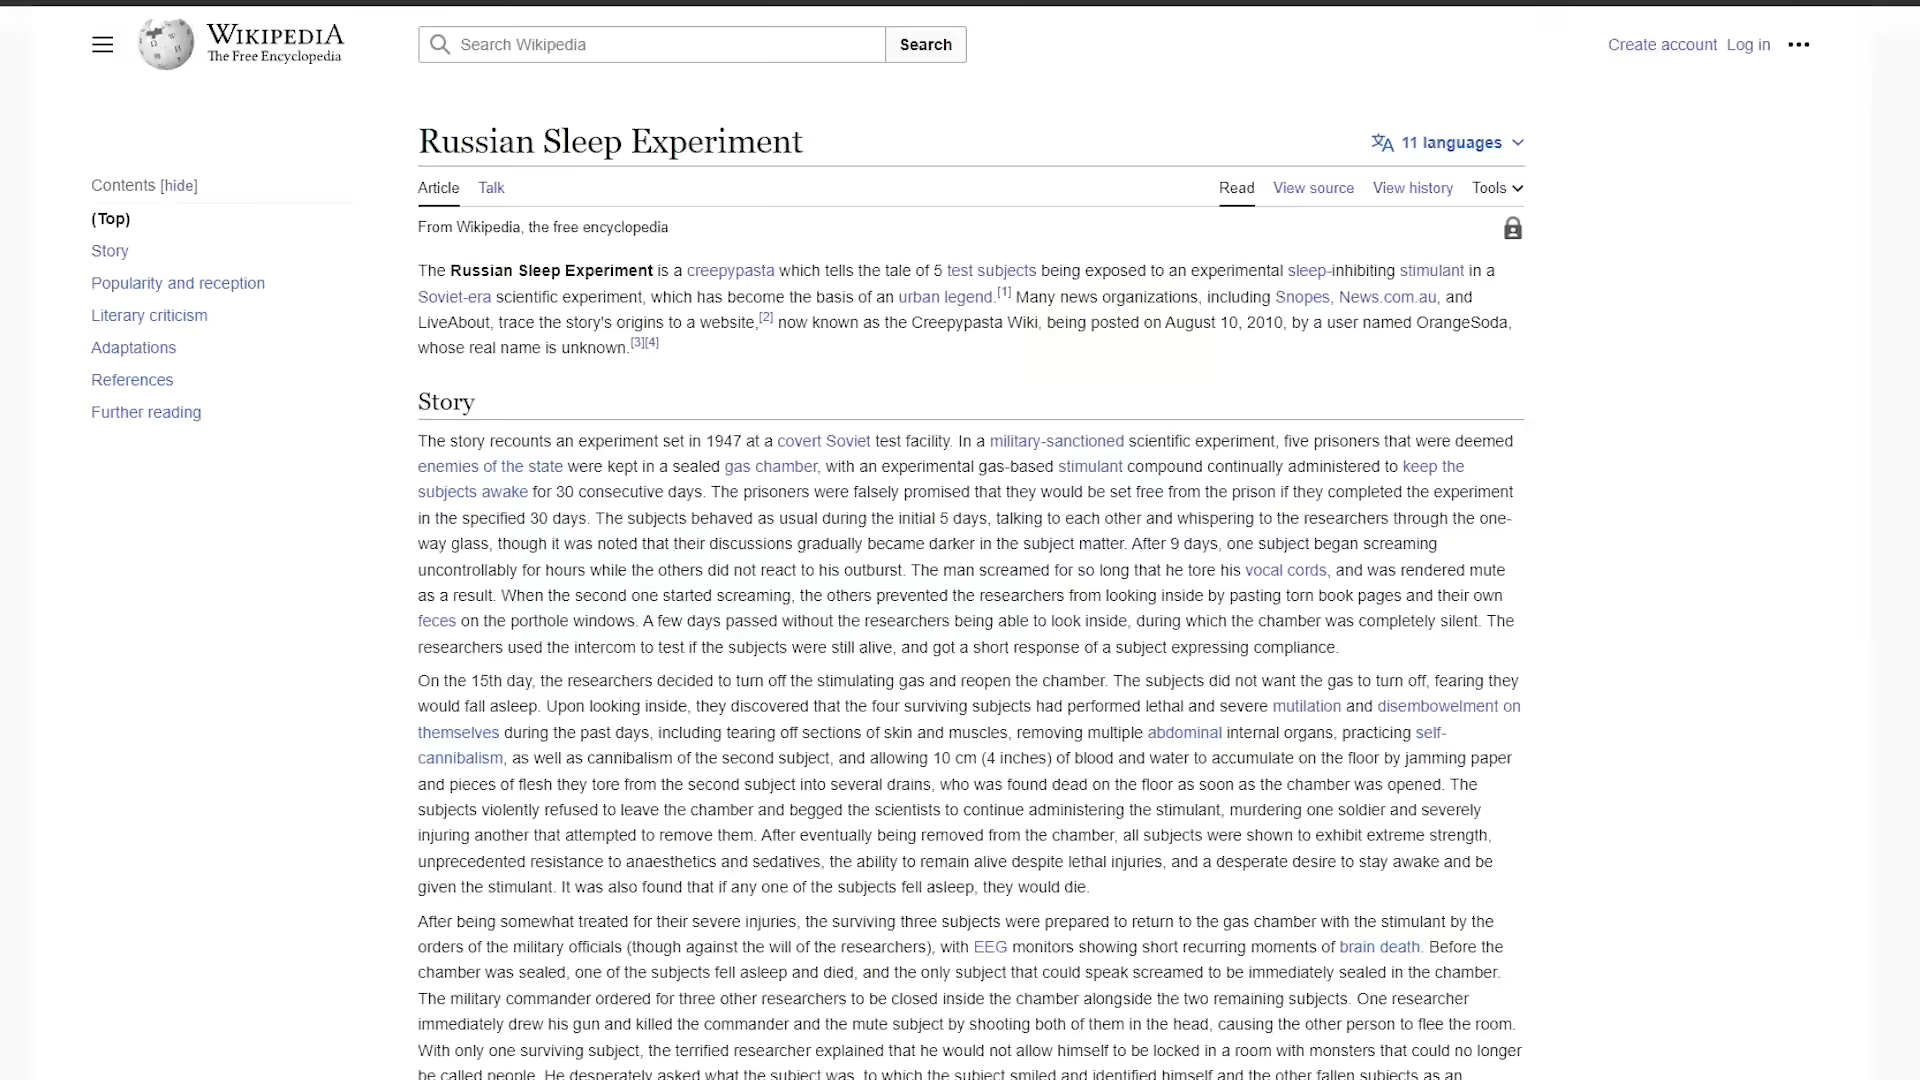 WIKIPEDIA
The Free Encyclopedia
Search Wikipedia
Search
Create account Log in
Russian Sleep Experiment
11 languages
Contents [hide]
(Top)
Story
Popularity and reception
Literary criticism
Adaptations
References
Further reading
Article Talk
Read View source View history Tools
From Wikipedia, the free encyclopedia
The Russian Sleep Experiment is a creepypasta which tells the tale of 5 test subjects being exposed to an experimental sleep-inhibiting stimulant in a
Soviet-era scientific experiment, which has become the basis of an urban legend.[1] Many news organizations, including Snopes, News.com.au, and
LiveAbout, trace the story's origins to a website,[2] now known as the Creepypasta Wiki, being posted on August 10, 2010, by a user named OrangeSoda,
whose real name is unknown.[3][4]
Story
The story recounts an experiment set in 1947 at a covert Soviet test facility. In a military-sanctioned scientific experiment, five prisoners that were deemed
enemies of the state were kept in a sealed gas chamber, with an experimental gas-based stimulant compound continually administered to keep the
subjects awake for 30 consecutive days. The prisoners were falsely promised that they would be set free from the prison if they completed the experiment
in the specified 30 days. The subjects behaved as usual during the initial 5 days, talking to each other and whispering to the researchers through the one-
way glass, though it was noted that their discussions gradually became darker in the subject matter. After 9 days, one subject began screaming
uncontrollably for hours while the others did not react to his outburst. The man screamed for so long that he tore his vocal cords, and was rendered mute
as a result. When the second one started screaming, the others prevented the researchers from looking inside by pasting torn book pages and their own
feces on the porthole windows. A few days passed without the researchers being able to look inside, during which the chamber was completely silent. The
researchers used the intercom to test if the subjects were still alive, and got a short response of a subject expressing compliance.
On the 15th day, the researchers decided to turn off the stimulating gas and reopen the chamber. The subjects did not want the gas to turn off, fearing they
would fall asleep. Upon looking inside, they discovered that the four surviving subjects had performed lethal and severe mutilation and disembowelment on
themselves during the past days, including tearing off sections of skin and muscles, removing multiple abdominal internal organs, practicing self-
cannibalism, as well as cannibalism of the second subject, and allowing 10 cm (4 inches) of blood and water to accumulate on the floor by jamming paper
and pieces of flesh they tore from the second subject into several drains, who was found dead on the floor as soon as the chamber was opened. The
subjects violently refused to leave the chamber and begged the scientists to continue administering the stimulant, murdering one soldier and severely
injuring another that attempted to remove them. After eventually being removed from the chamber, all subjects were shown to exhibit extreme strength,
unprecedented resistance to anaesthetics and sedatives, the ability to remain alive despite lethal injuries, and a desperate desire to stay awake and be
given the stimulant. It was also found that if any one of the subjects fell asleep, they would die.
After being somewhat treated for their severe injuries, the surviving three subjects were prepared to return to the gas chamber with the stimulant by the
orders of the military officials (though against the will of the researchers), with EEG monitors showing short recurring moments of brain death. Before the
chamber was sealed, one of the subjects fell asleep and died, and the only subject that could speak screamed to be immediately sealed in the chamber.
The military commander ordered for three other researchers to be closed inside the chamber alongside the two remaining subjects. One researcher
immediately drew his gun and killed the commander and the mute subject by shooting both of them in the head, causing the other person to flee the room.
With only one surviving subject, the terrified researcher explained that he would not allow himself to be locked in a room with monsters that could no longer
be called people. He desperately asked what the subject was, to which the subject smiled and identified himself and the other fallen subjects as an